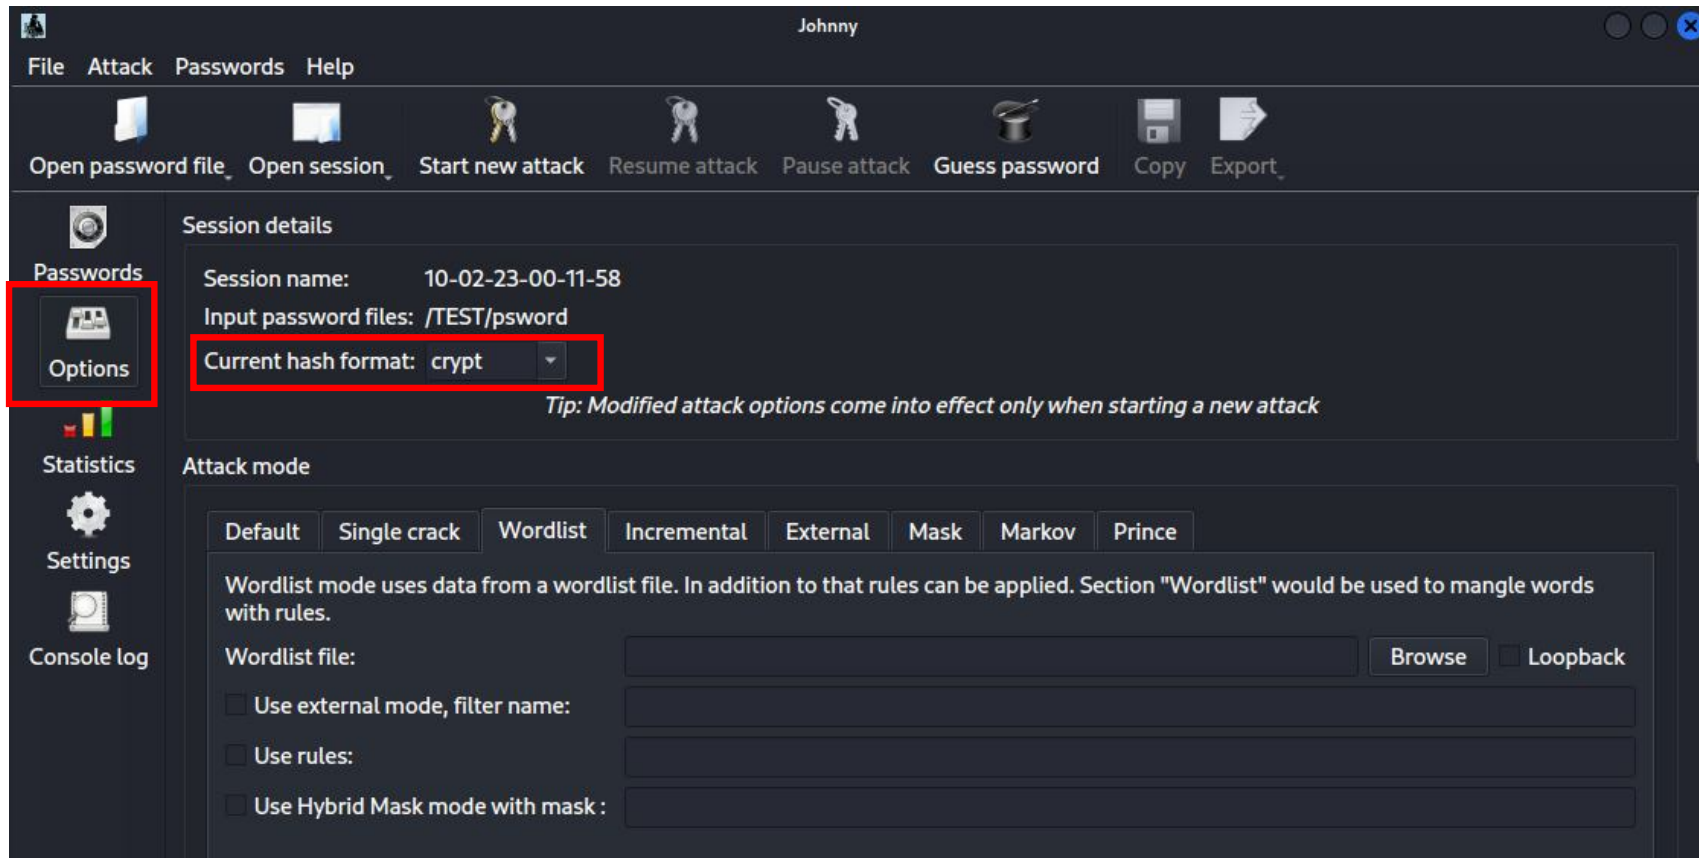 Johnny
File Attack Passwords Help
Open password file Open session Start new attack Resume attack Pause attack Guess password Copy Export
Passwords
Options
Statistics
Settings
Console log
Session details
Session name: 10-02-23-00-11-58
Input password files: /TEST/psword
Current hash format: crypt
Tip: Modified attack options come into effect only when starting a new attack
Attack mode
Default Single crack Wordlist Incremental External Mask Markov Prince
Wordlist mode uses data from a wordlist file. In addition to that rules can be applied. Section "Wordlist" would be used to mangle words
with rules.
Wordlist file: Browse Loopback
Use external mode, filter name:
Use rules:
Use Hybrid Mask mode with mask :